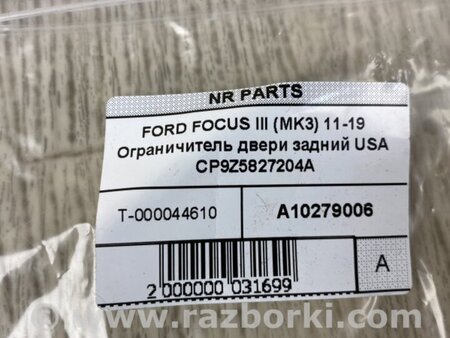 NR PARTS
FORD FOCUS III (MK3) 11-19
Ограничитель двери задний USA
CP9Z5827204A
T-000044610
A10279006
A
2 000000 031699
www.razborki.com